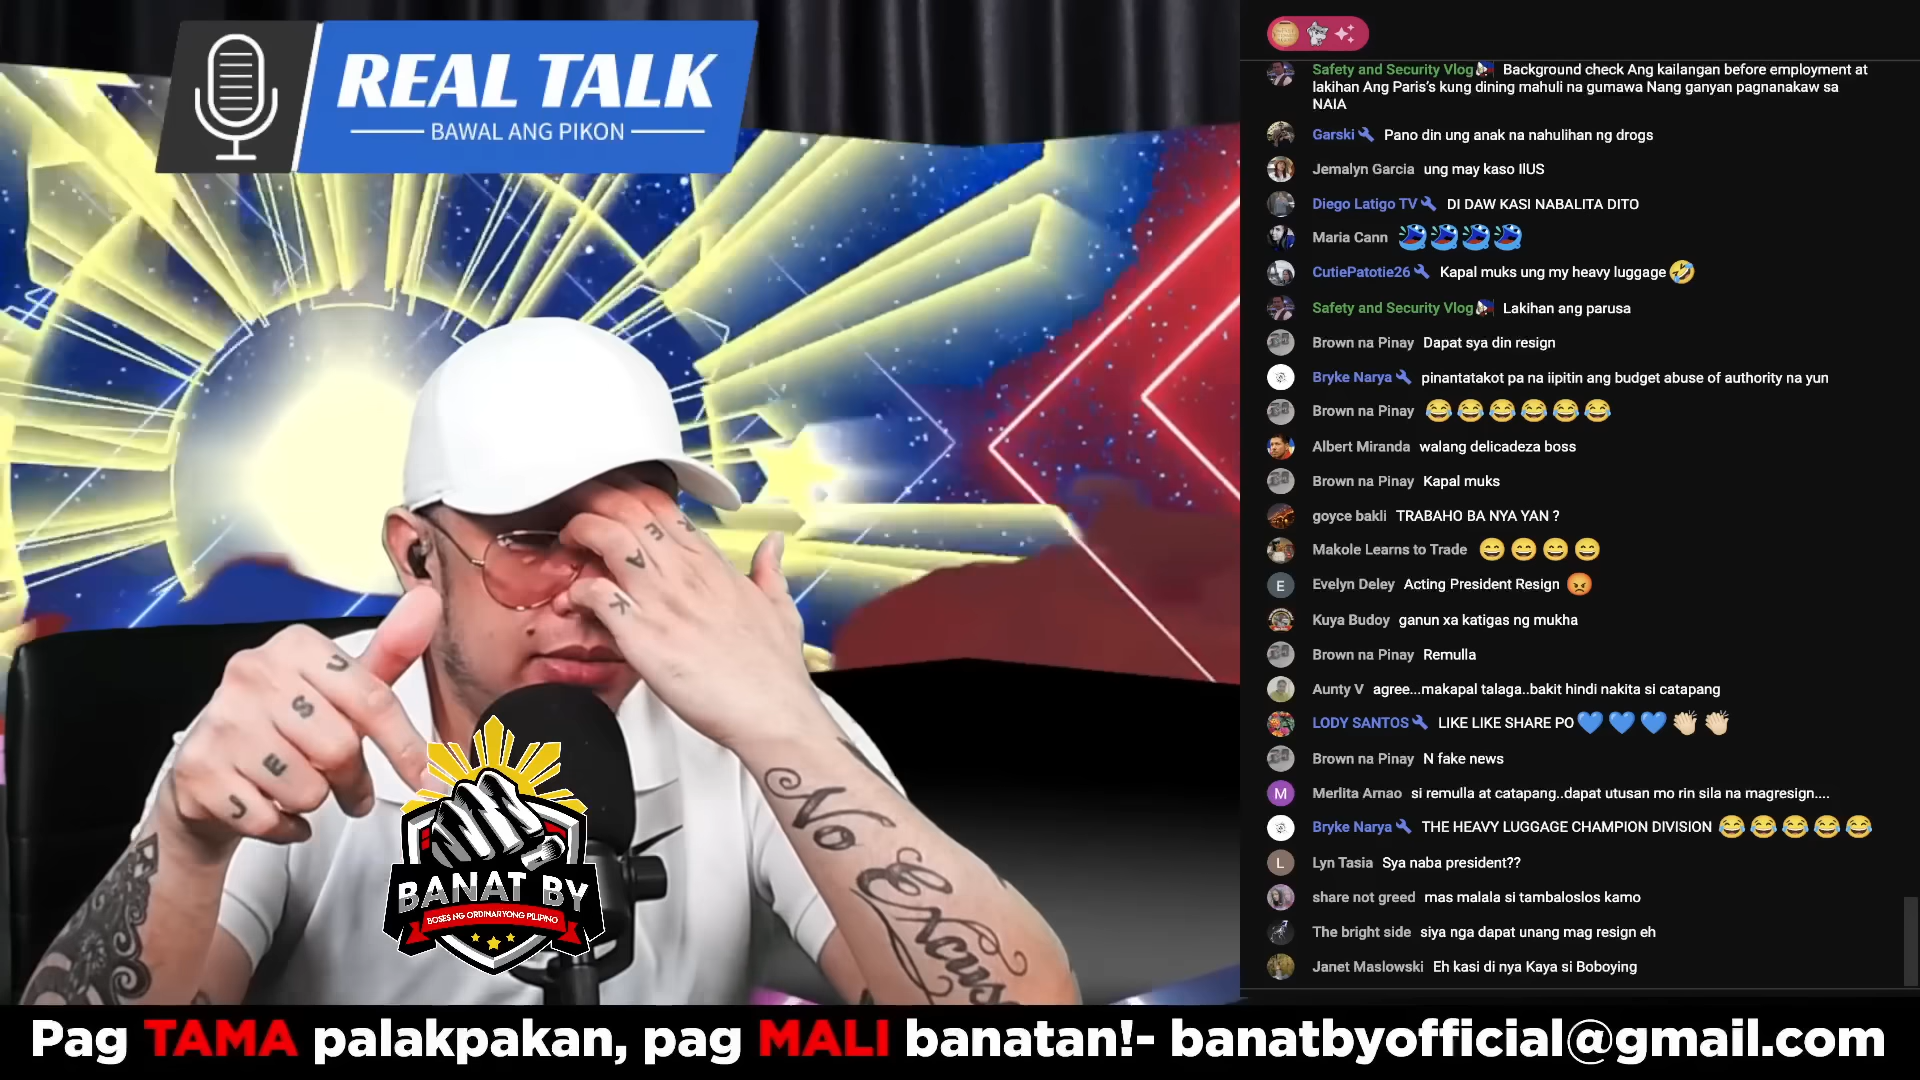 REAL TALK
BAWAL ANG PIKON
Safety and Security Vlog Background check Ang kailangan before employment at
lakihan Ang Paris's kung dining mahuli na gumawa Nang ganyan pagnanakaw sa
NAIA
Garski Pano din ung anak na nahulihan ng drogs
Jemalyn Garcia ung may kaso IIUS
Diego Latigo TV DI DAW KASI NABALITA DITO
Maria Cann
CutiePatotie26 Kapal muks ung my heavy luggage 🤣
Safety and Security Vlog Lakihan ang parusa
Brown na Pinay Dapat sya din resign
Bryke Narya pinantatakot pa na iipitin ang budget abuse of authority na yun
Brown na Pinay 😂😂😂😂😂😂
Albert Miranda walang delicadeza boss
Brown na Pinay Kapal muks
goyce bakli TRABAHO BA NYA YAN ?
Makole Learns to Trade 😄😄😄😄
E Evelyn Deley Acting President Resign 😡
Kuya Budoy ganun xa katigas ng mukha
Brown na Pinay Remulla
Aunty V agree...makapal talaga..bakit hindi nakita si catapang
LODY SANTOS LIKE LIKE SHARE PO 💙💙💙👏🏻👏🏻
Brown na Pinay N fake news
M Merlita Arnao si remulla at catapang..dapat utusan mo rin sila na magresign....
Bryke Narya THE HEAVY LUGGAGE CHAMPION DIVISION 😂😂😂😂😂
L Lyn Tasia Sya naba president??
share not greed mas malala si tambaloslos kamo
The bright side siya nga dapat unang mag resign eh
Janet Maslowski Eh kasi di nya Kaya si Boboying
J E S U
K A E
No Excus
BANAT BY
BOSES NG ORDINARYONG PILIPINO
Pag TAMA palakpakan, pag MALI banatan!- banatbyofficial@gmail.com